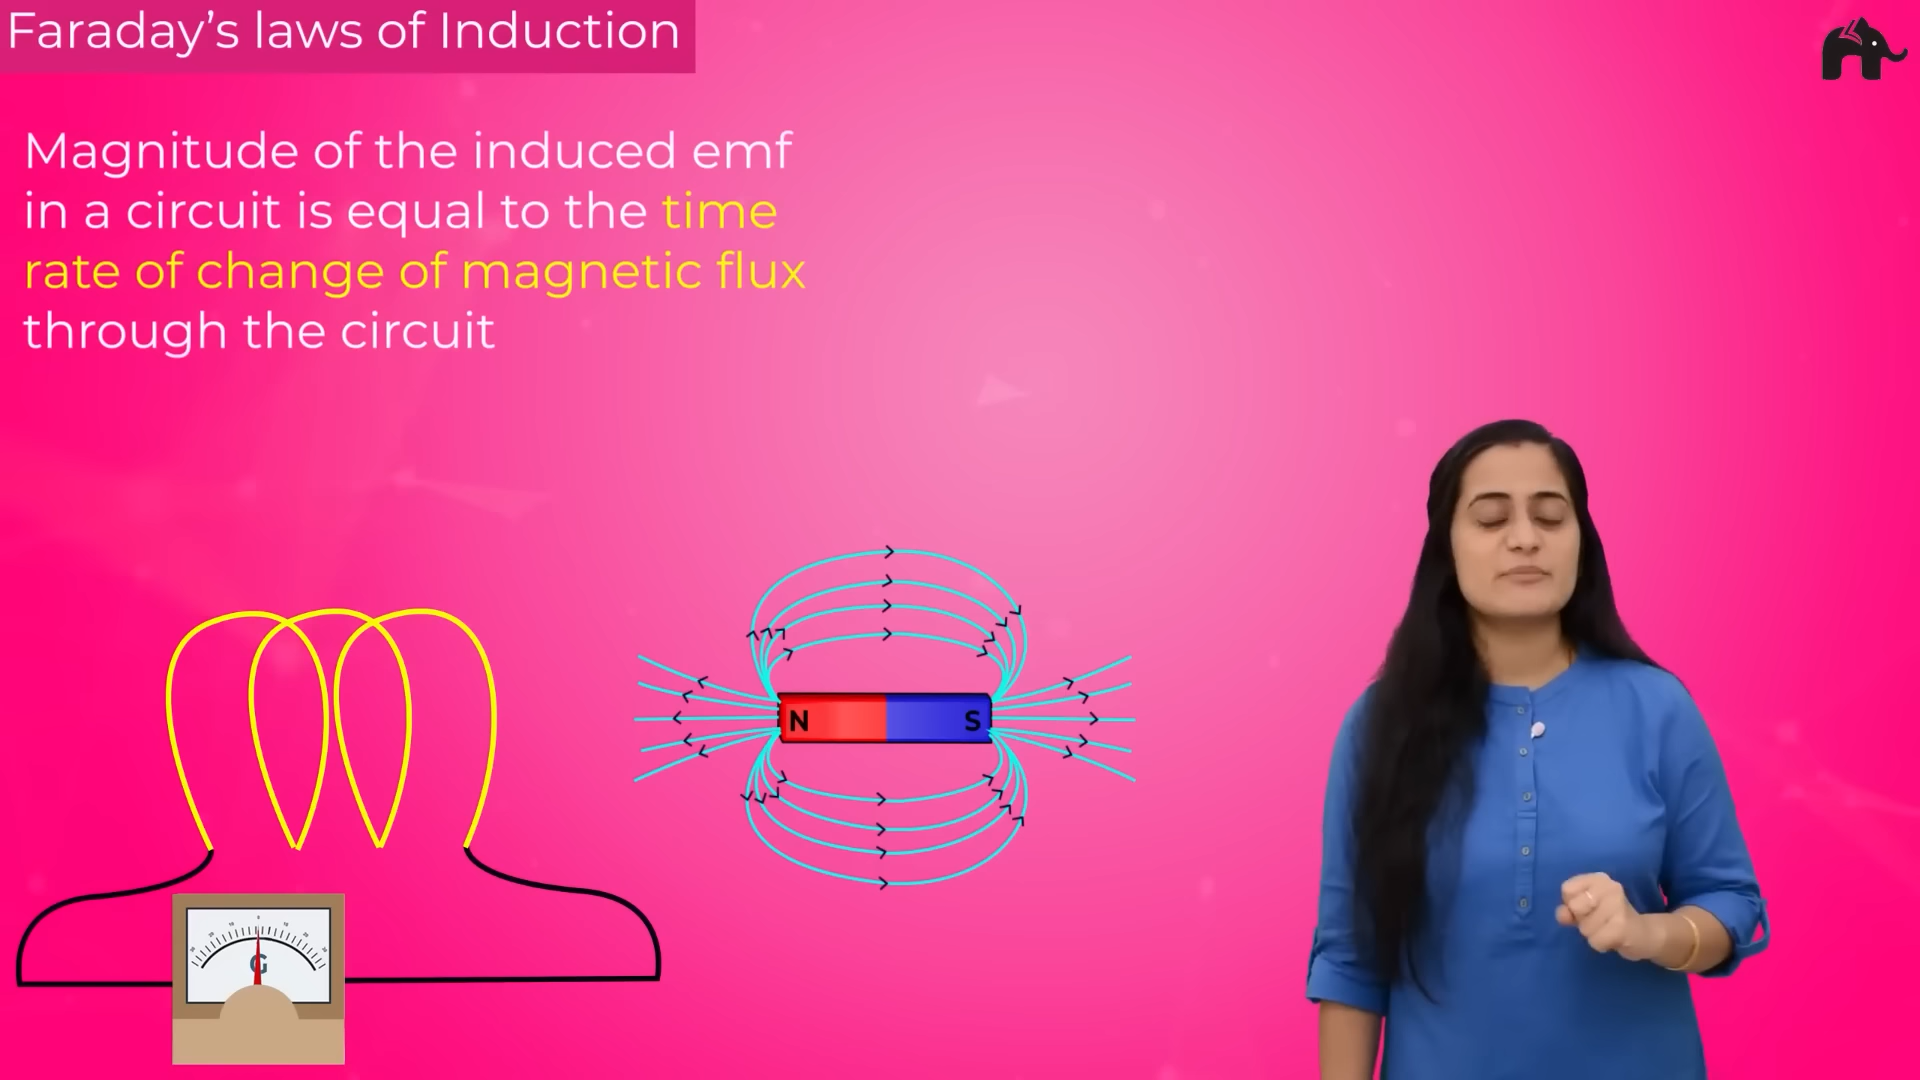 Faraday's laws of Induction
Magnitude of the induced emf
in a circuit is equal to the time
rate of change of magnetic flux
through the circuit
N
S
G